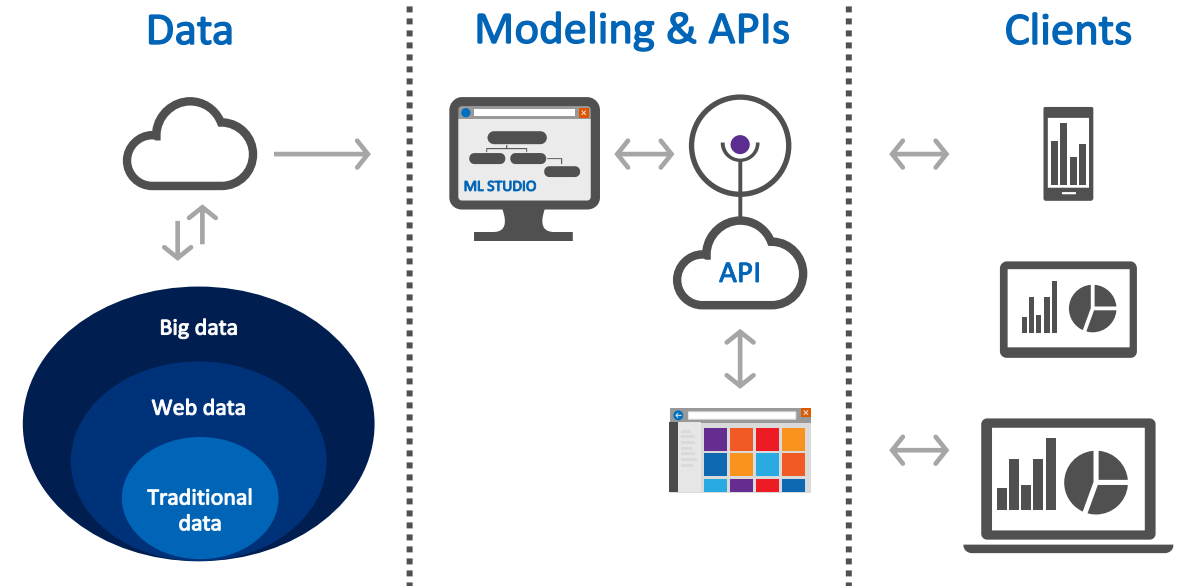 Data
Modeling & APIs
Clients
ML STUDIO
API
Big data
Web data
Traditional
data